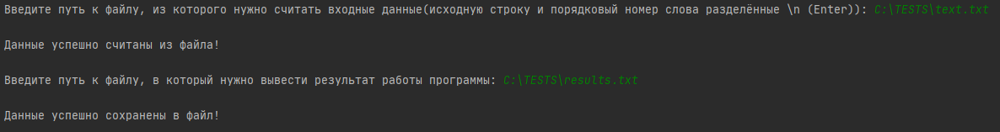 Введите путь к файлу, из которого нужно считать входные данные(исходную строку и порядковый номер слова разделённые \n (Enter)): C:\TESTS\text.txt
Данные успешно считаны из файла!
Введите путь к файлу, в который нужно вывести результат работы программы: C:\TESTS\results.txt
Данные успешно сохранены в файл!